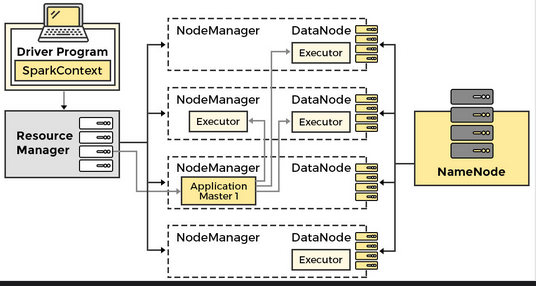 Driver Program
SparkContext
Resource
Manager
NodeManager DataNode
Executor
NodeManager DataNode
Executor Executor
NodeManager DataNode
Application
Master 1
NodeManager DataNode
Executor
NameNode